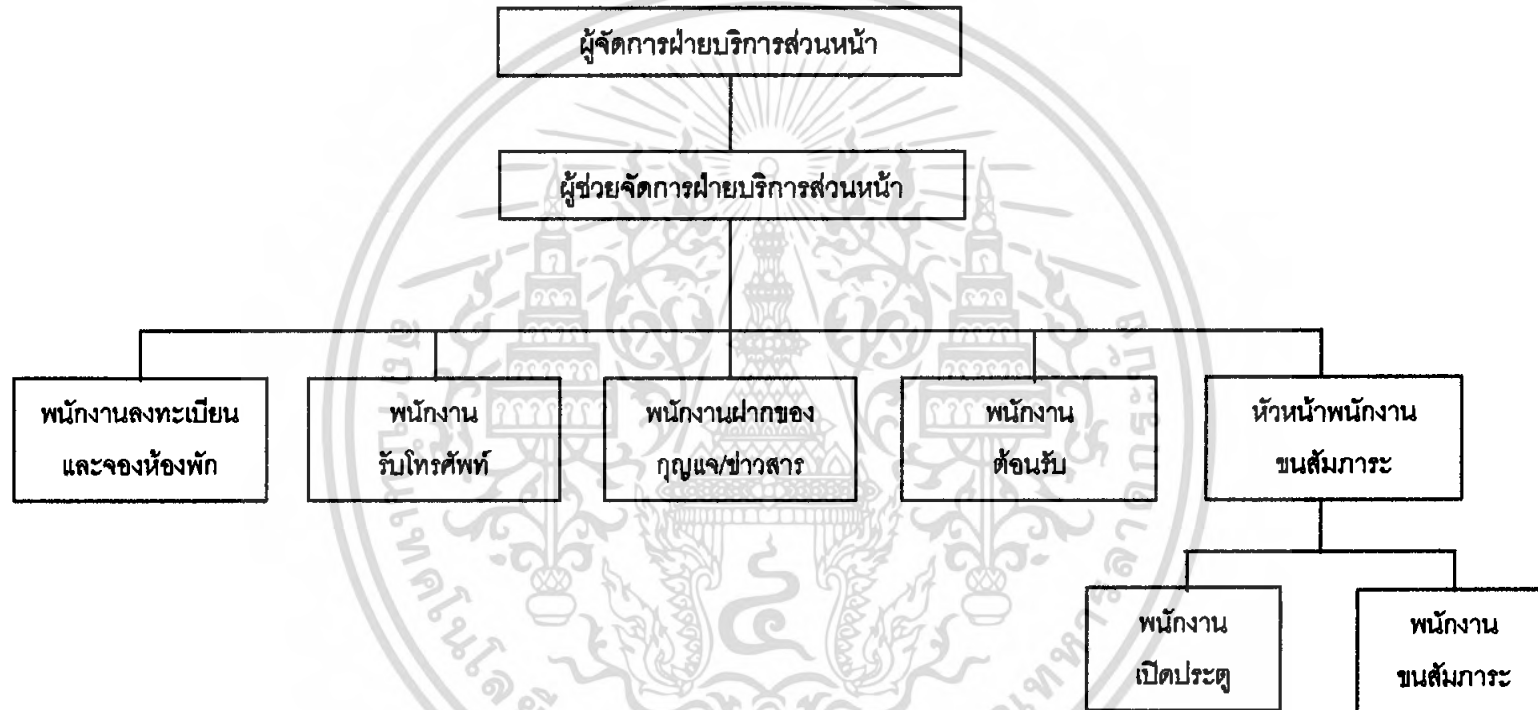 ผู้จัดการฝ่ายบริการส่วนหน้า
ผู้ช่วยจัดการฝ่ายบริการส่วนหน้า
พนักงานลงทะเบียน
และจองห้องพัก
พนักงาน
รับโทรศัพท์
พนักงานฝากของ
กุญแจ/ข่าวสาร
พนักงาน
ต้อนรับ
หัวหน้าพนักงาน
ขนสัมภาระ
พนักงาน
เปิดประตู
พนักงาน
ขนสัมภาระ